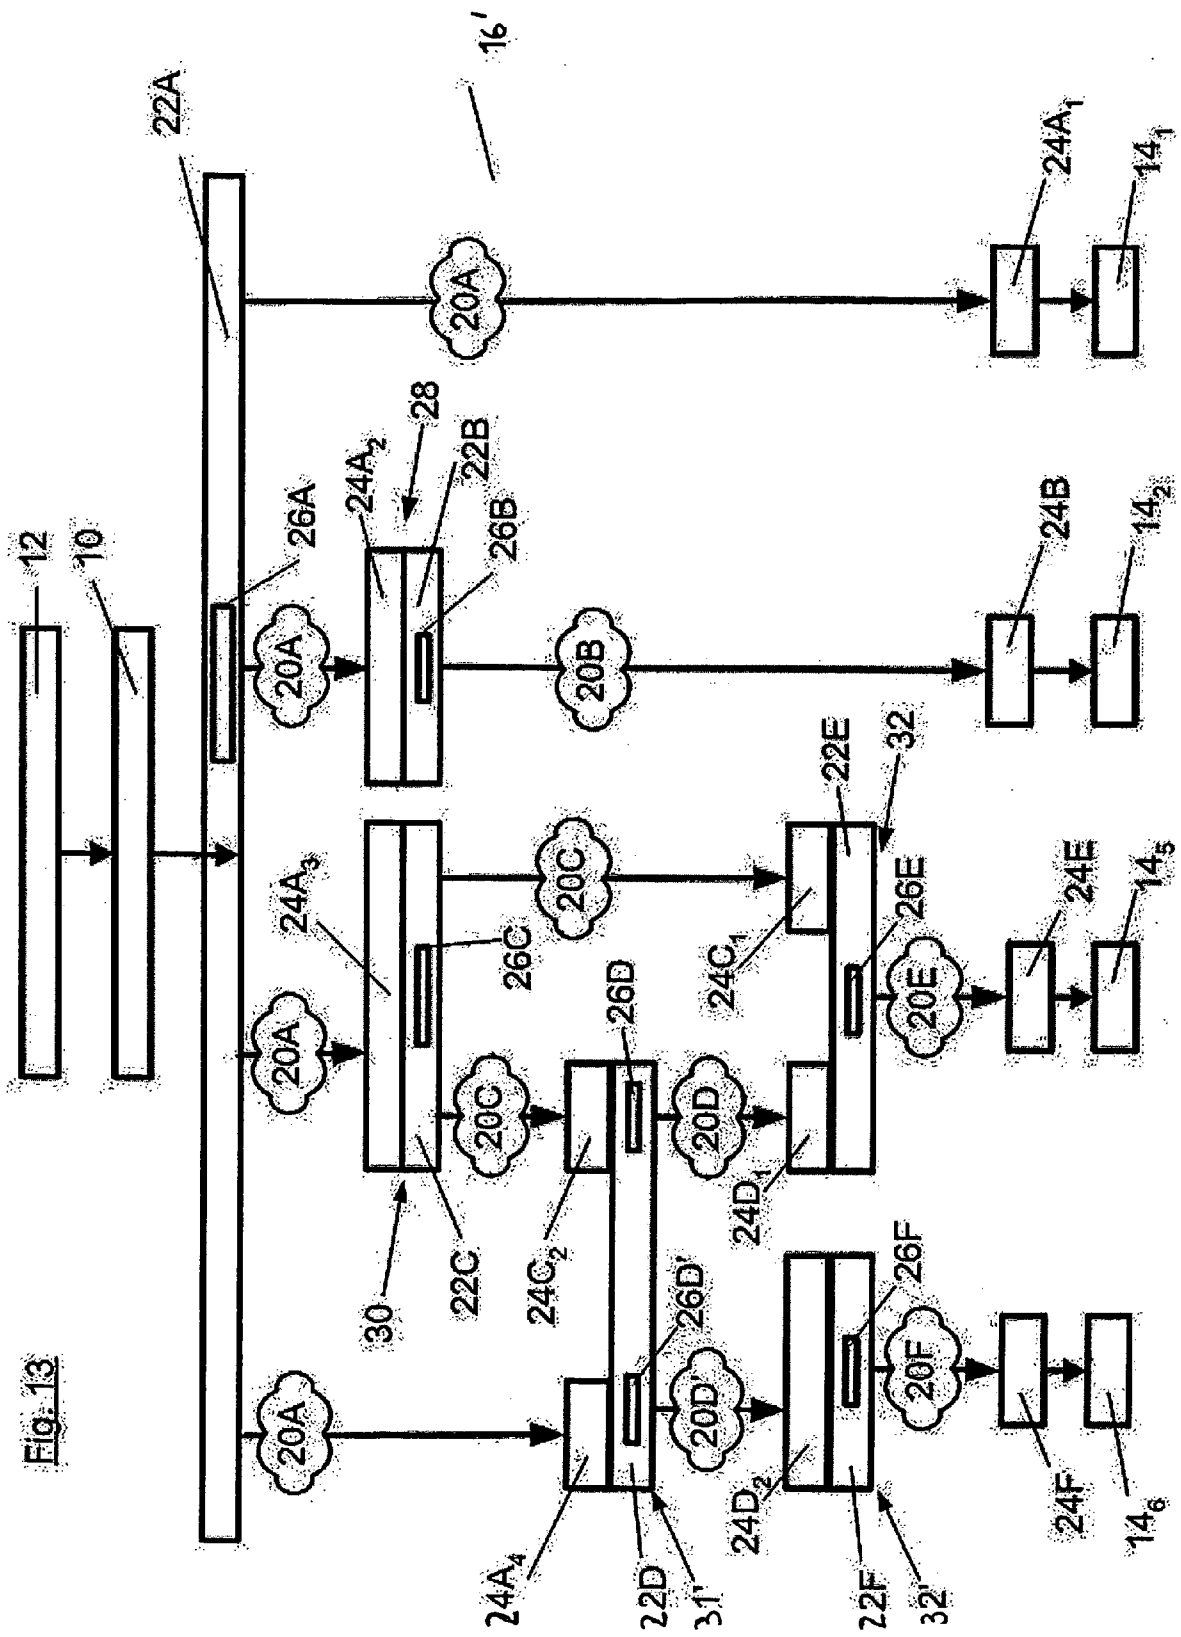 Fig. 13
12
10
22A
26A
16'
20A
20A
20A
20A
24A₃
24A₂
28
22B
26B
30
22C
26C
20C
20C
20B
24C₂
26D
24A₄
22D
31'
26D'
20D'
20D
24C₁
24D₁
22E
32
26E
20E
24D₂
22F
32'
26F
20F
24F
24E
24B
24A₁
14₆
14₅
14₂
14₁